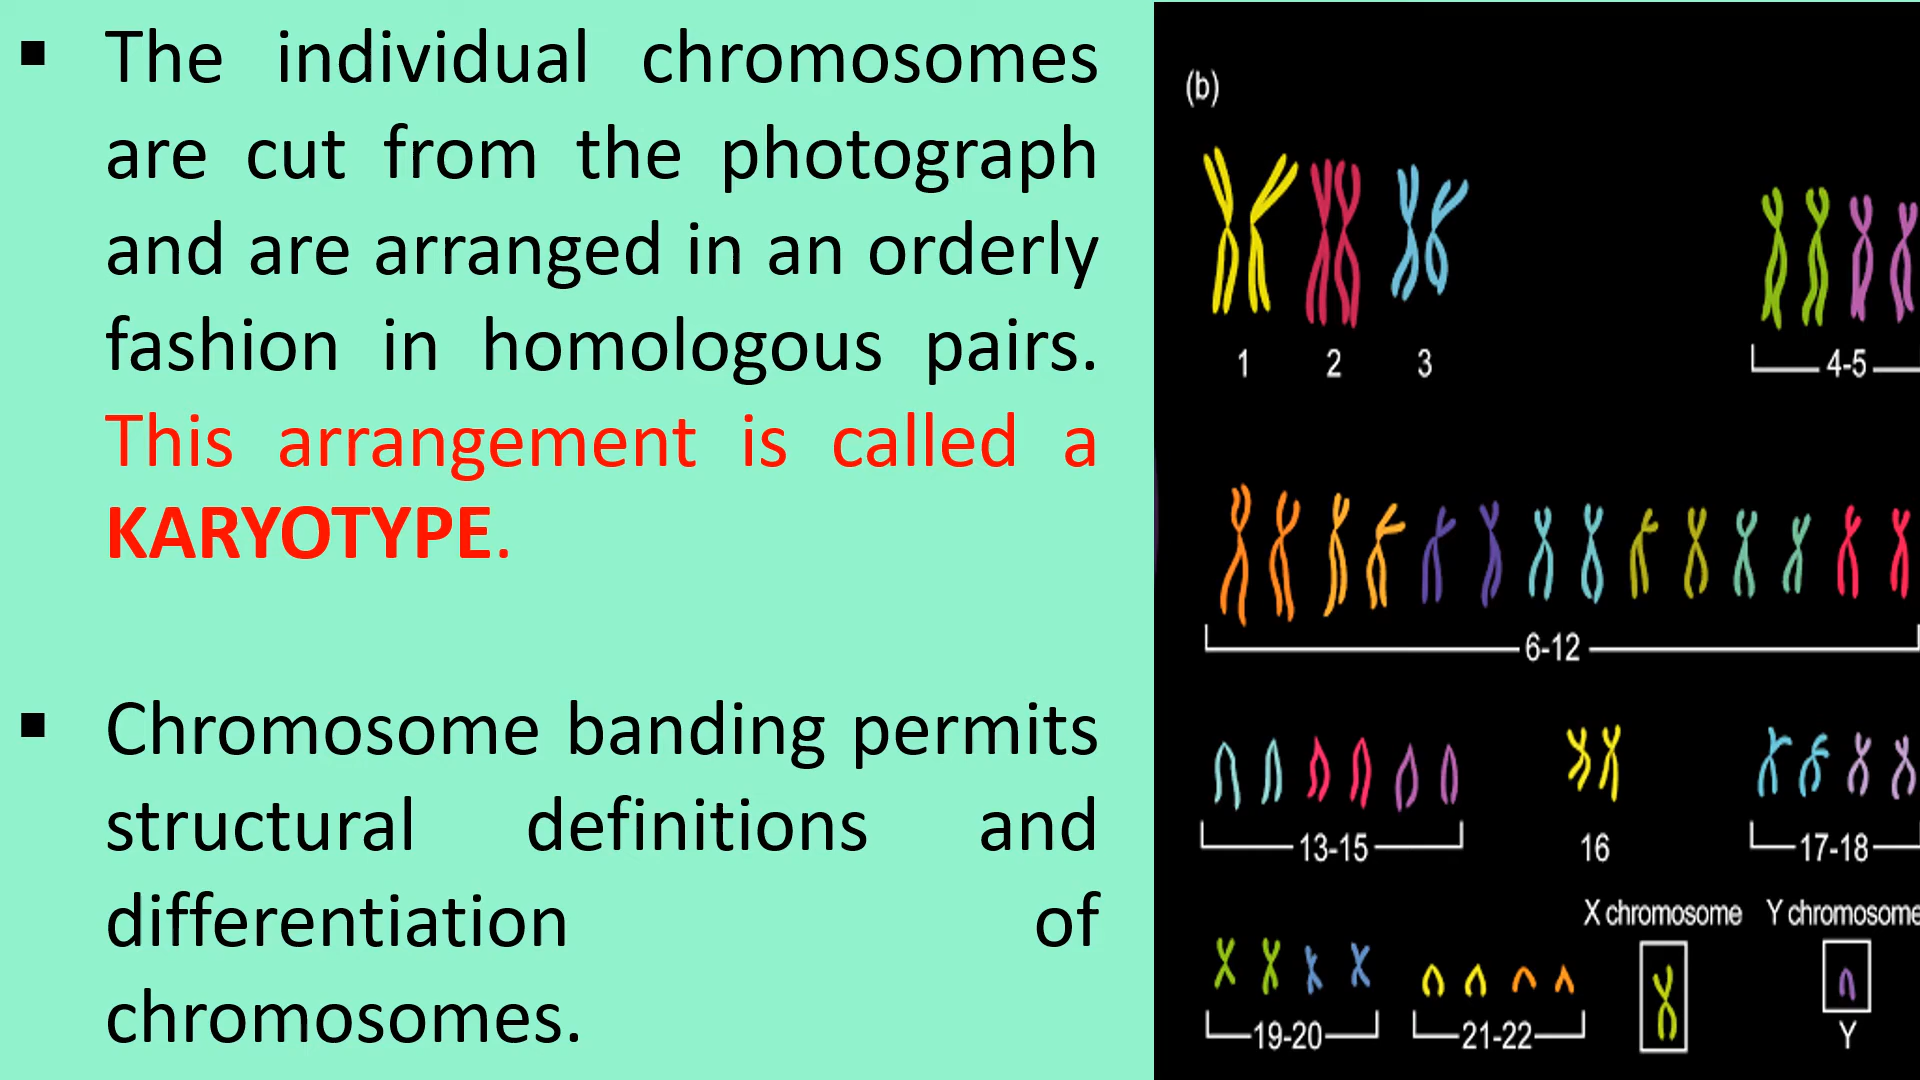 ▪ The individual chromosomes
are cut from the photograph
and are arranged in an orderly
fashion in homologous pairs.
This arrangement is called a
KARYOTYPE.
▪ Chromosome banding permits
structural definitions and
differentiation of
chromosomes.
(b)
1 2 3 4-5
6-12
13-15 16 17-18
X chromosome Y chromosome
19-20 21-22 Y